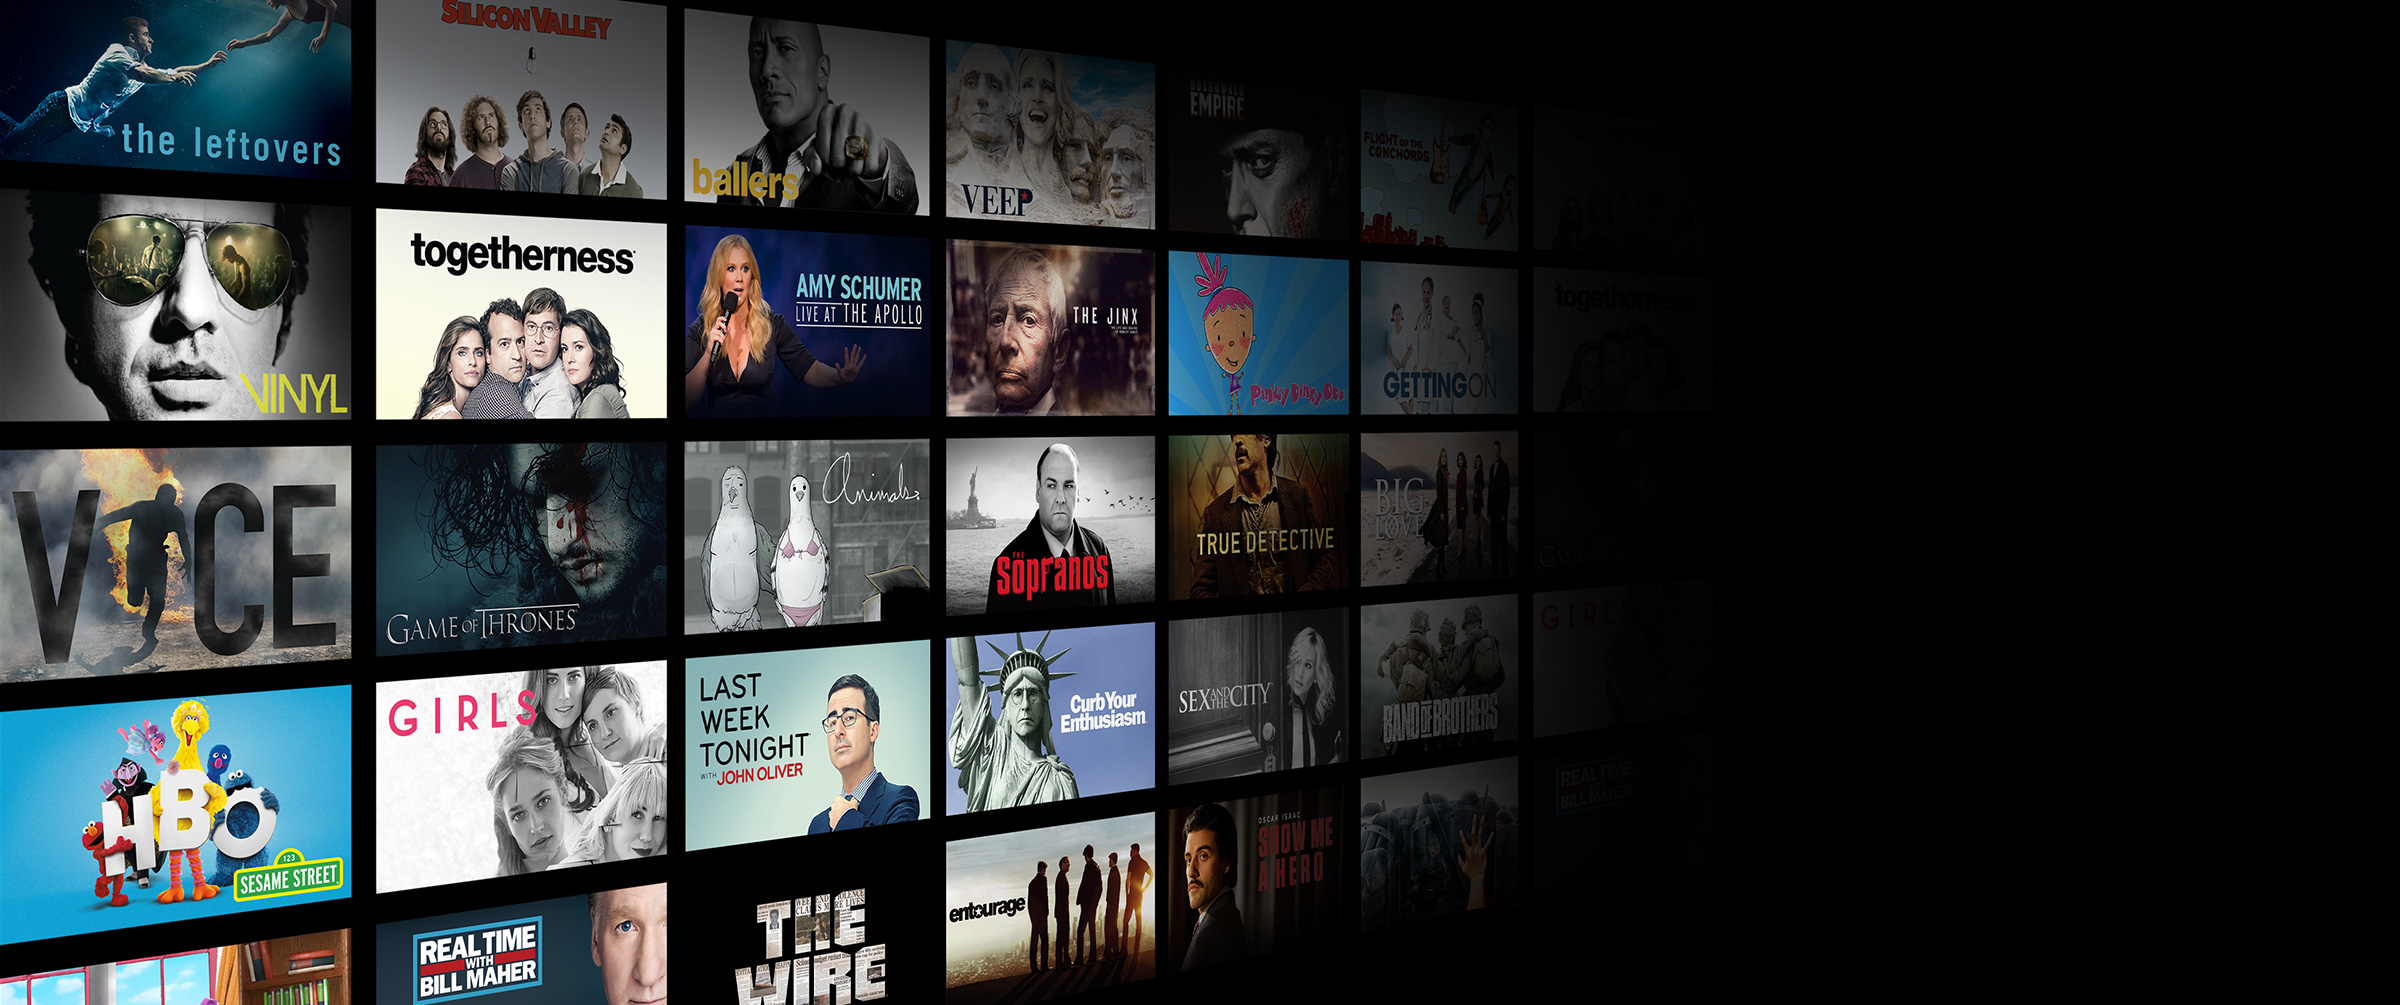 SILICON VALLEY
the leftovers
ballers
VEEP
BOARDWALK
EMPIRE
FLIGHT OF THE
CONCHORDS
VINYL
togetherness
AMY SCHUMER
LIVE AT THE APOLLO
THE JINX
Pinky Dinky Doo
GETTING ON
togetherness
VICE
GAME OF THRONES
Animals.
THE
Sopranos
TRUE DETECTIVE
BIG
LOVE
GAME OF THRONES
HBO
123
SESAME STREET
GIRLS
LAST
WEEK
TONIGHT
WITH JOHN OLIVER
Curb Your
Enthusiasm
SEX AND THE CITY
BAND OF BROTHERS
GIRLS
REAL TIME
WITH
BILL MAHER
THE
WIRE
entourage
OSCAR ISAAC
SHOW ME
A HERO
REAL TIME
BILL MAHER